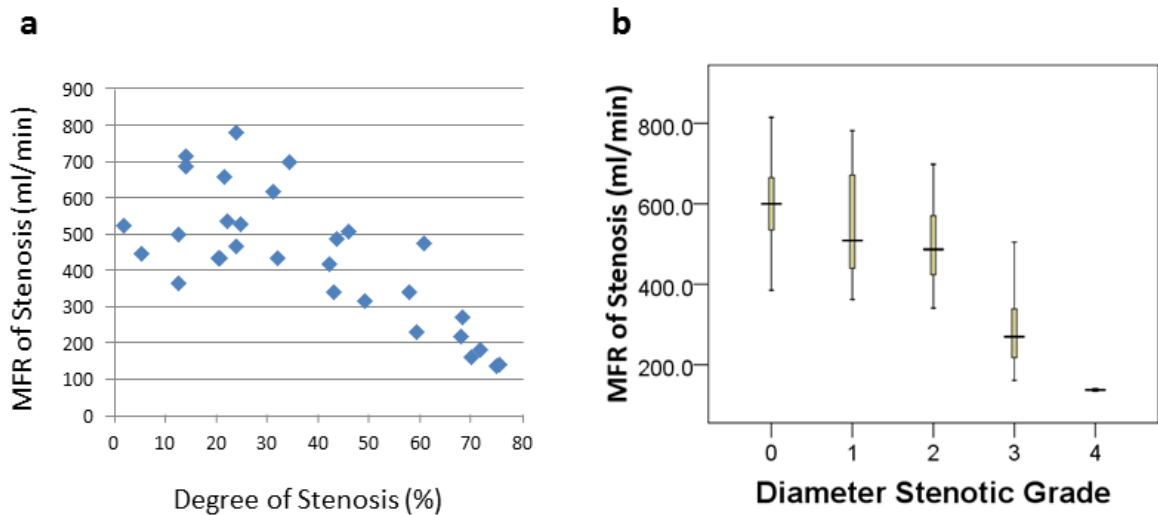 a
MFR of Stenosis (ml/min)
900
800
700
600
500
400
300
200
100
0
0 10 20 30 40 50 60 70 80
Degree of Stenosis (%)
b
MFR of Stenosis (ml/min)
800.0
600.0
400.0
200.0
0 1 2 3 4
Diameter Stenotic Grade